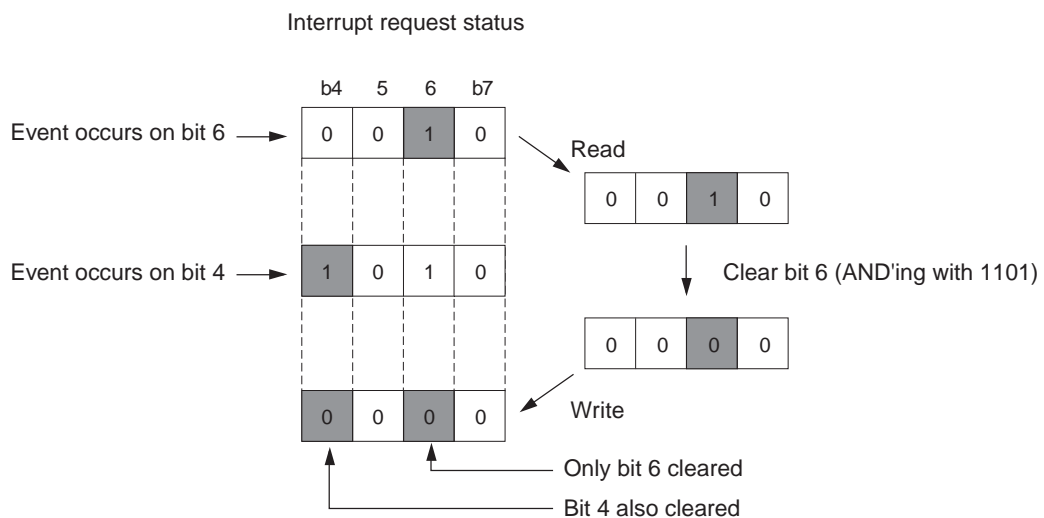 Interrupt request status
b4 5 6 b7
Event occurs on bit 6
0 0 1 0
Read
0 0 1 0
Event occurs on bit 4
1 0 1 0
Clear bit 6 (AND'ing with 1101)
0 0 0 0
Write
0 0 0 0
Only bit 6 cleared
Bit 4 also cleared